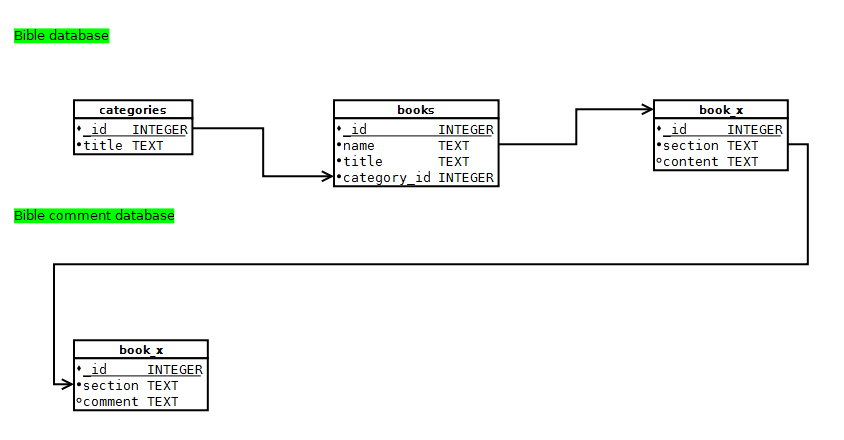 Bible database
categories
_id INTEGER
title TEXT
books
_id INTEGER
name TEXT
title TEXT
category_id INTEGER
book_x
_id INTEGER
section TEXT
content TEXT
Bible comment database
book_x
_id INTEGER
section TEXT
comment TEXT